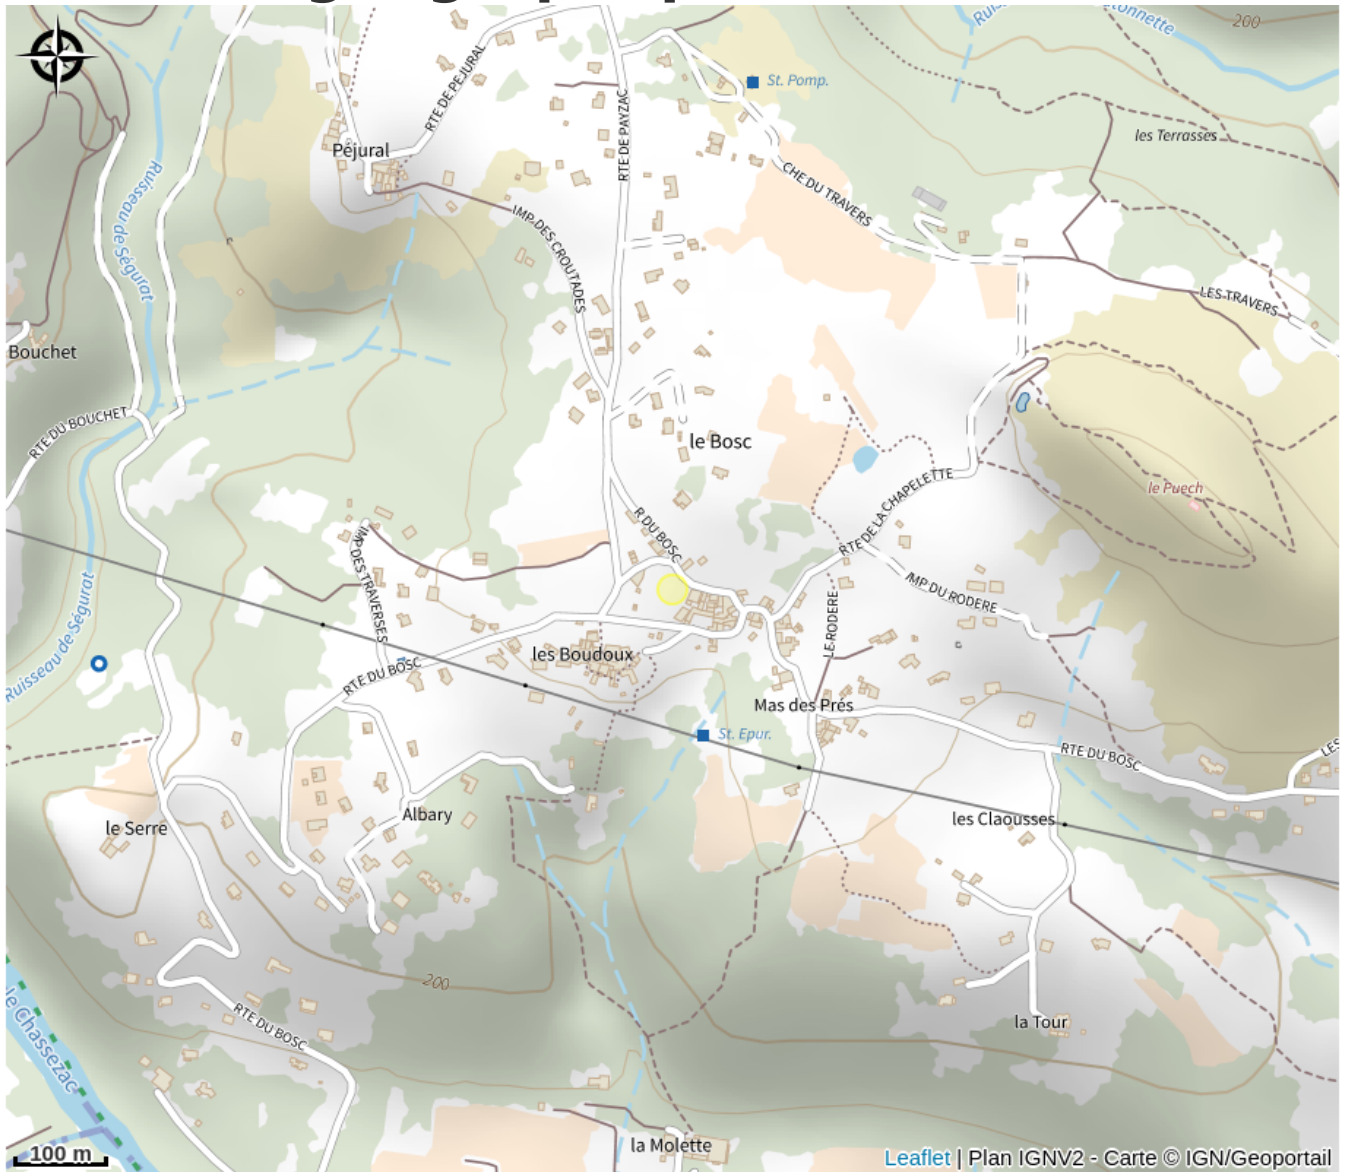 Ruis
tonnette
200
St. Pomp.
RTE DE PEJURAL
RTE DE PAYZAC
les Terrasses
Péjural
CHE DU TRAVERS
Ruisseau de Ségurat
IMP DES CROUTADES
LES TRAVERS
Bouchet
RTE DU BOUCHET
le Bosc
RTE DE LA CHAPELETTE
le Puech
R DU BOSC
IMP DES TRAVERSES
IMP DU RODERE
LE RODERE
Ruisseau de Ségurat
les Boudoux
RTE DU BOSC
Mas des Prés
St. Epur.
RTE DU BOSC
LES
Albary
les Claousses
le Serre
200
le Chassezac
RTE DU BOSC
la Tour
la Molette
100 m
Leaflet | Plan IGNV2 - Carte © IGN/Geoportail